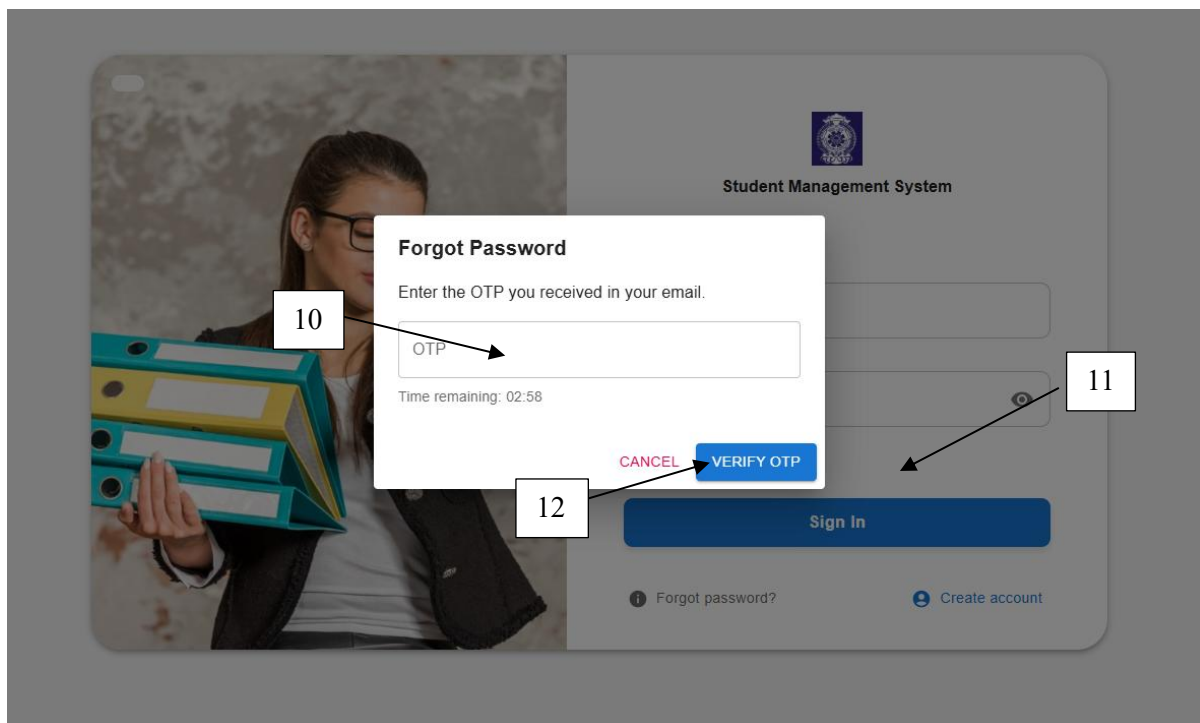 Student Management System
Forgot Password
Enter the OTP you received in your email.
10
OTP
11
Time remaining: 02:58
CANCEL
VERIFY OTP
12
Sign In
Forgot password?
Create account